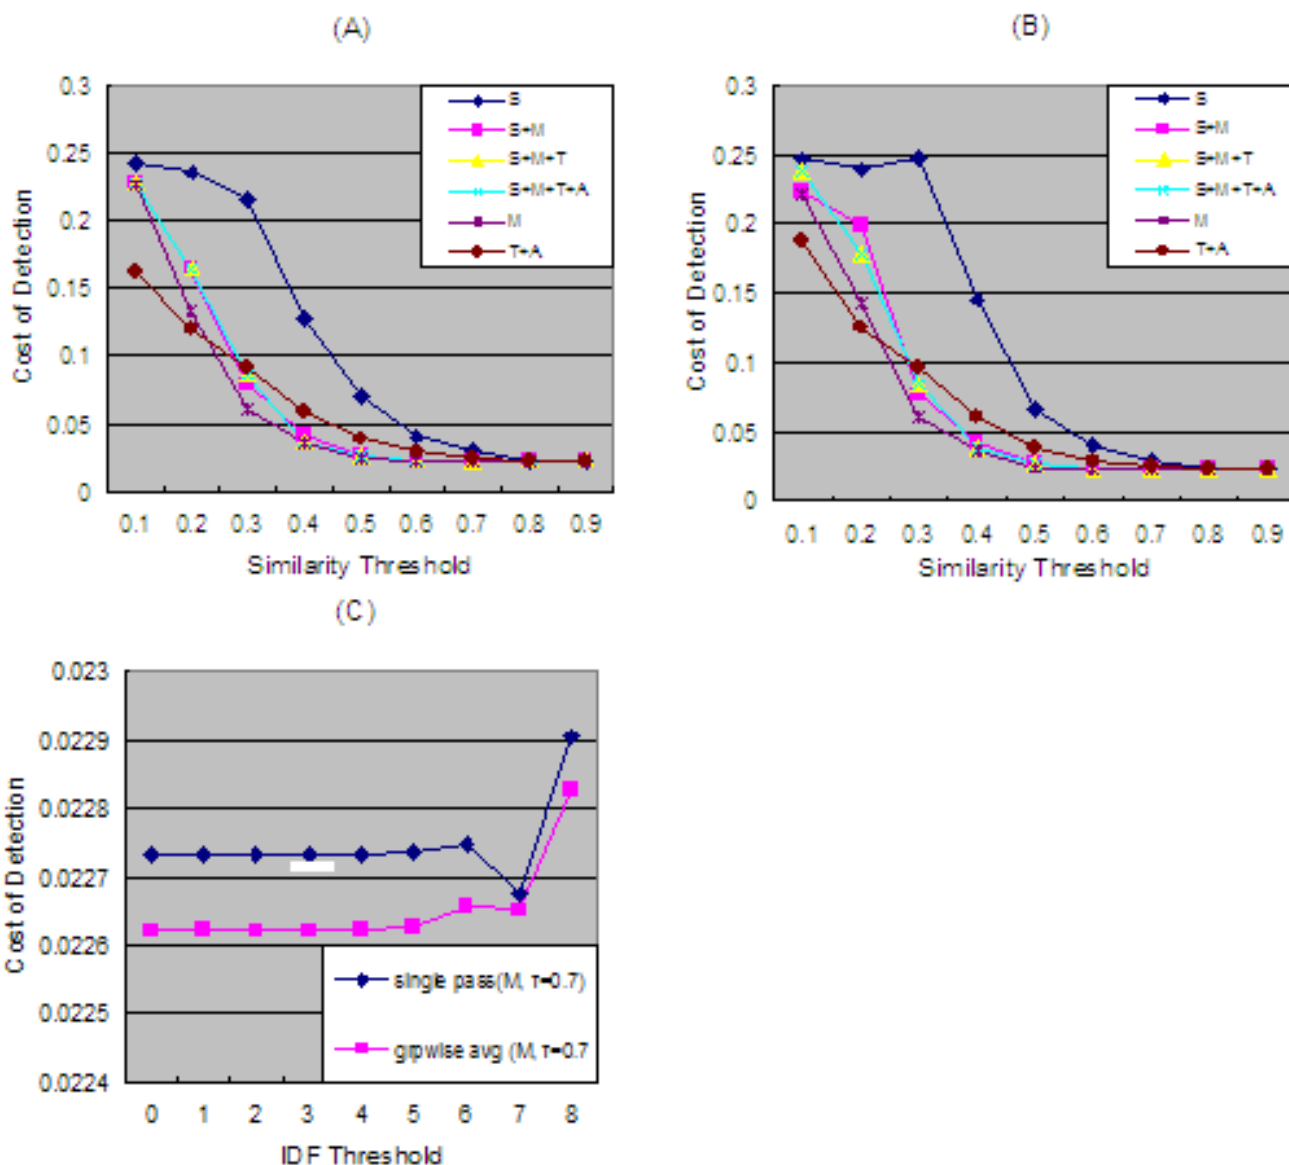 (A)
0.3
0.25
0.2
0.15
0.1
0.05
0
Cost of Detection
S
S+M
S+M+T
S+M+T+A
M
T+A
0.1 0.2 0.3 0.4 0.5 0.6 0.7 0.8 0.9
Similarity Threshold
(B)
0.3
0.25
0.2
0.15
0.1
0.05
0
Cost of Detection
S
S+M
S+M+T
S+M+T+A
M
T+A
0.1 0.2 0.3 0.4 0.5 0.6 0.7 0.8 0.9
Similarity Threshold
(C)
0.023
0.0229
0.0228
0.0227
0.0226
0.0225
0.0224
Cost of Detection
single pass(M, τ=0.7)
grpwise avg (M, τ=0.7
0 1 2 3 4 5 6 7 8
IDF Threshold